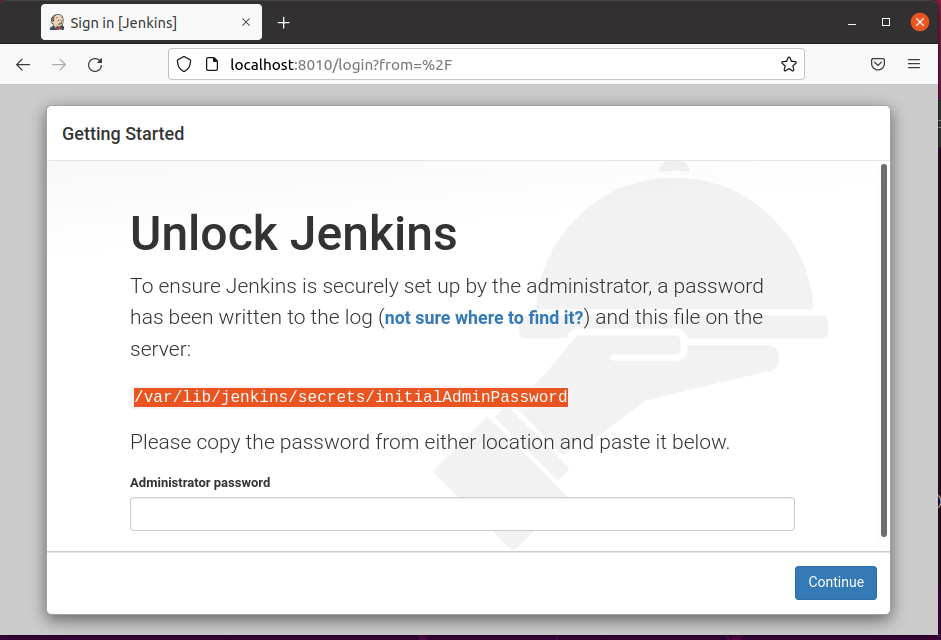 Sign in [Jenkins]
localhost:8010/login?from=%2F
Getting Started
Unlock Jenkins
To ensure Jenkins is securely set up by the administrator, a password
has been written to the log (not sure where to find it?) and this file on the
server:
/var/lib/jenkins/secrets/initialAdminPassword
Please copy the password from either location and paste it below.
Administrator password
Continue